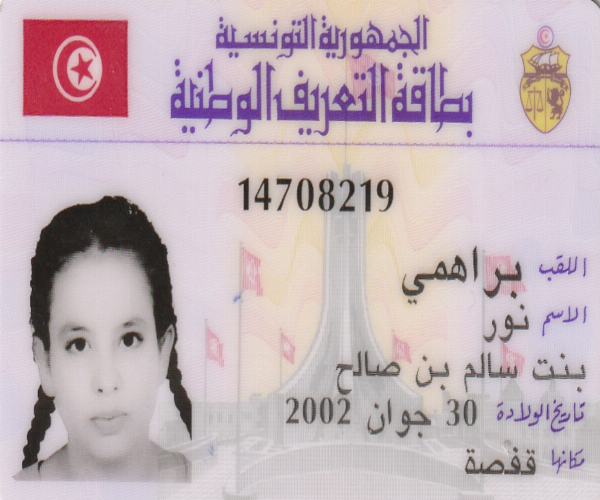 الجمهورية التونسية
بطاقة التعريف الوطنية
14708219
اللقب براهمي
الاسم نور
بنت سالم بن صالح
تاريخ الولادة 30 جوان 2002
مكانها قفصة